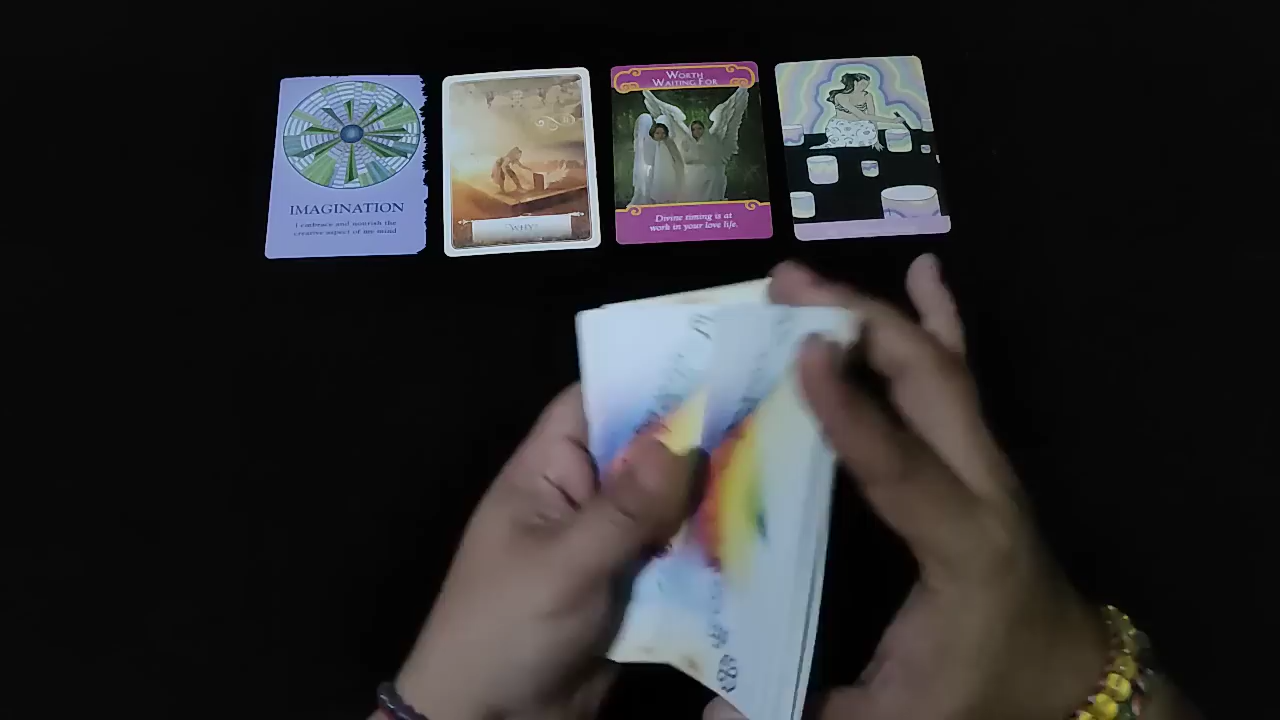 IMAGINATION
I embrace and nourish the
creative aspect of my mind
"WHY"
WORTH
WAITING FOR
Divine timing is at
work in your love life.